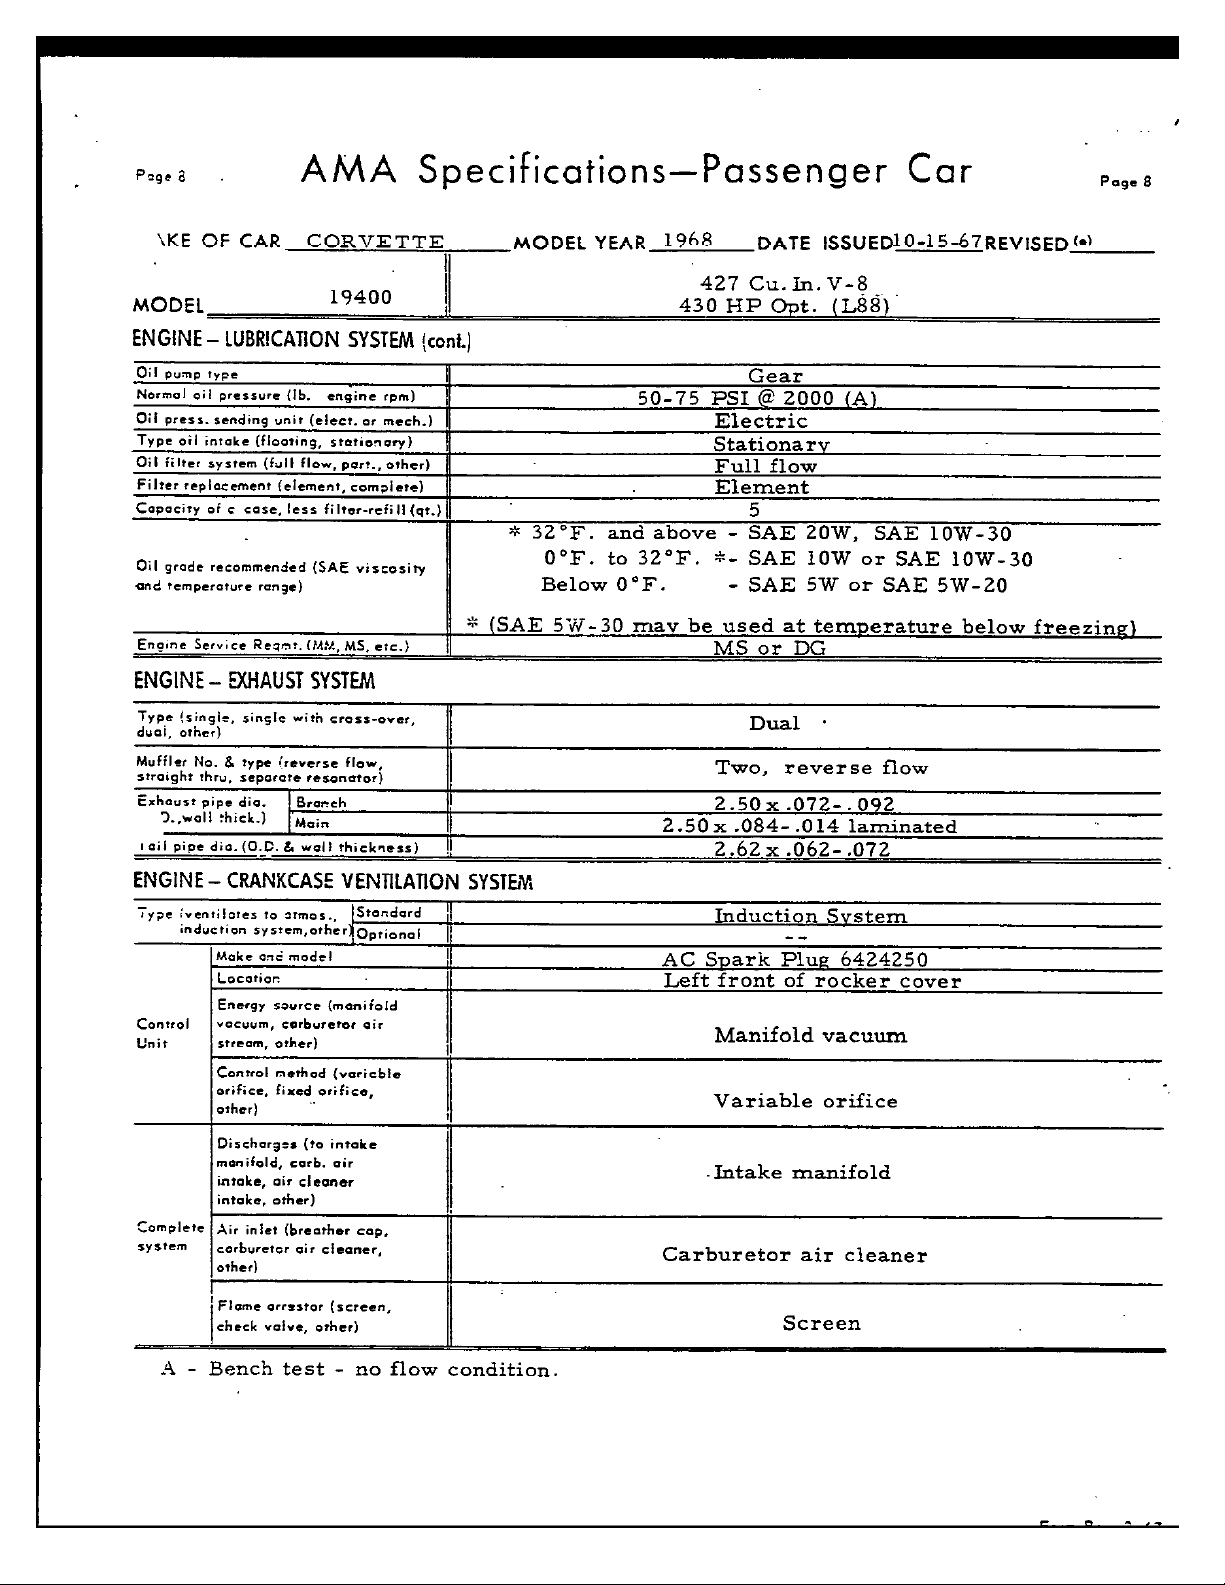 Page 8 AMA Specifications—Passenger Car Page 8
\KE OF CAR CORVETTE MODEL YEAR 1968 DATE ISSUED 10-15-67 REVISED (•)
MODEL 19400 427 Cu. In. V-8
430 HP Opt. (L88)
ENGINE – LUBRICATION SYSTEM (cont.)
Oil pump type Gear
Normal oil pressure (lb. engine rpm) 50-75 PSI @ 2000 (A)
Oil press. sending unit (elect. or mech.) Electric
Type oil intake (floating, stationary) Stationary
Oil filter system (full flow, part., other) Full flow
Filter replacement (element, complete) Element
Capacity of c case, less filter-refill (qt.) 5
Oil grade recommended (SAE viscosity
and temperature range)
* 32°F. and above - SAE 20W, SAE 10W-30
0°F. to 32°F. *- SAE 10W or SAE 10W-30
Below 0°F. - SAE 5W or SAE 5W-20
* (SAE 5W-30 may be used at temperature below freezing)
Engine Service Reqmt. (MM, MS, etc.) MS or DG
ENGINE – EXHAUST SYSTEM
Type (single, single with cross-over,
dual, other)
Dual
Muffler No. & type (reverse flow,
straight thru, separate resonator)
Two, reverse flow
Exhaust pipe dia. Branch 2.50 x .072-.092
D.,wall thick.) Main 2.50 x .084-.014 laminated
Tail pipe dia. (O.D. & wall thickness) 2.62 x .062-.072
ENGINE – CRANKCASE VENTILATION SYSTEM
Type (ventilates to atmos., Standard Induction System
induction system, other) Optional --
Control
Unit
Make and model AC Spark Plug 6424250
Location Left front of rocker cover
Energy source (manifold
vacuum, carburetor air
stream, other)
Manifold vacuum
Control method (variable
orifice, fixed orifice,
other)
Variable orifice
Complete
system
Discharges (to intake
manifold, carb. air
intake, air cleaner
intake, other)
Intake manifold
Air inlet (breather cap,
carburetor air cleaner,
other)
Carburetor air cleaner
Flame arrestor (screen,
check valve, other)
Screen
A - Bench test - no flow condition.